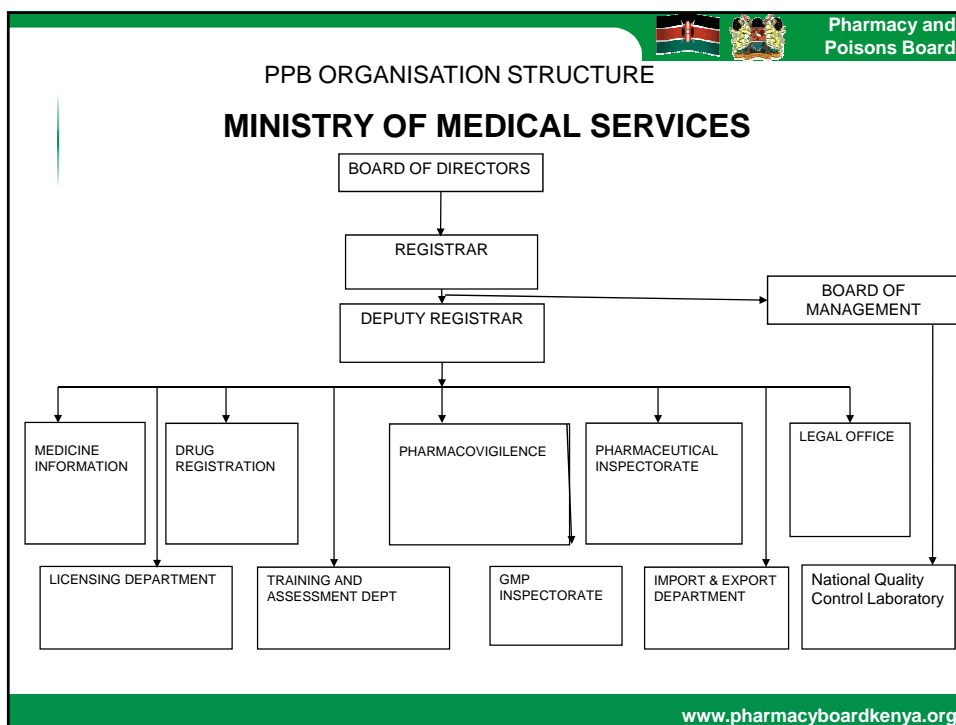 Pharmacy and
Poisons Board
PPB ORGANISATION STRUCTURE
MINISTRY OF MEDICAL SERVICES
BOARD OF DIRECTORS
REGISTRAR
BOARD OF
MANAGEMENT
DEPUTY REGISTRAR
MEDICINE
INFORMATION
DRUG
REGISTRATION
PHARMACOVIGILENCE
PHARMACEUTICAL
INSPECTORATE
LEGAL OFFICE
LICENSING DEPARTMENT
TRAINING AND
ASSESSMENT DEPT
GMP
INSPECTORATE
IMPORT & EXPORT
DEPARTMENT
National Quality
Control Laboratory
www.pharmacyboardkenya.org